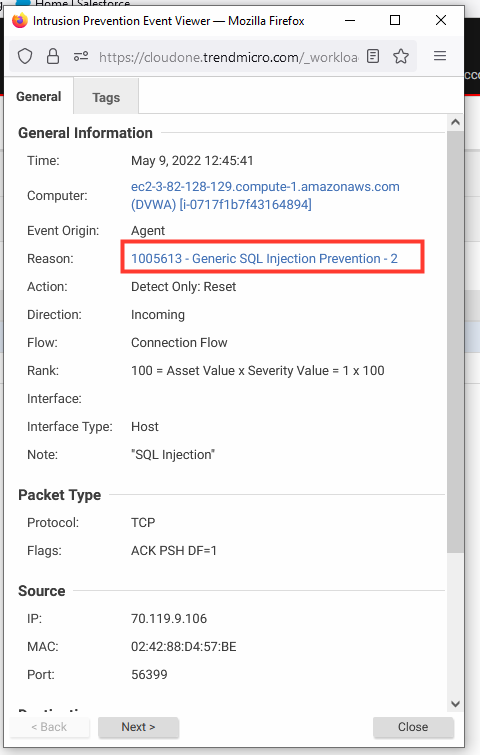 Home | Salesforce
Intrusion Prevention Event Viewer — Mozilla Firefox
https://cloudone.trendmicro.com/_workloa
General
Tags
General Information
Time: May 9, 2022 12:45:41
Computer: ec2-3-82-128-129.compute-1.amazonaws.com
(DVWA) [i-0717f1b7f43164894]
Event Origin: Agent
Reason: 1005613 - Generic SQL Injection Prevention - 2
Action: Detect Only: Reset
Direction: Incoming
Flow: Connection Flow
Rank: 100 = Asset Value x Severity Value = 1 x 100
Interface:
Interface Type: Host
Note: "SQL Injection"
Packet Type
Protocol: TCP
Flags: ACK PSH DF=1
Source
IP: 70.119.9.106
MAC: 02:42:88:D4:57:BE
Port: 56399
< Back
Next >
Close